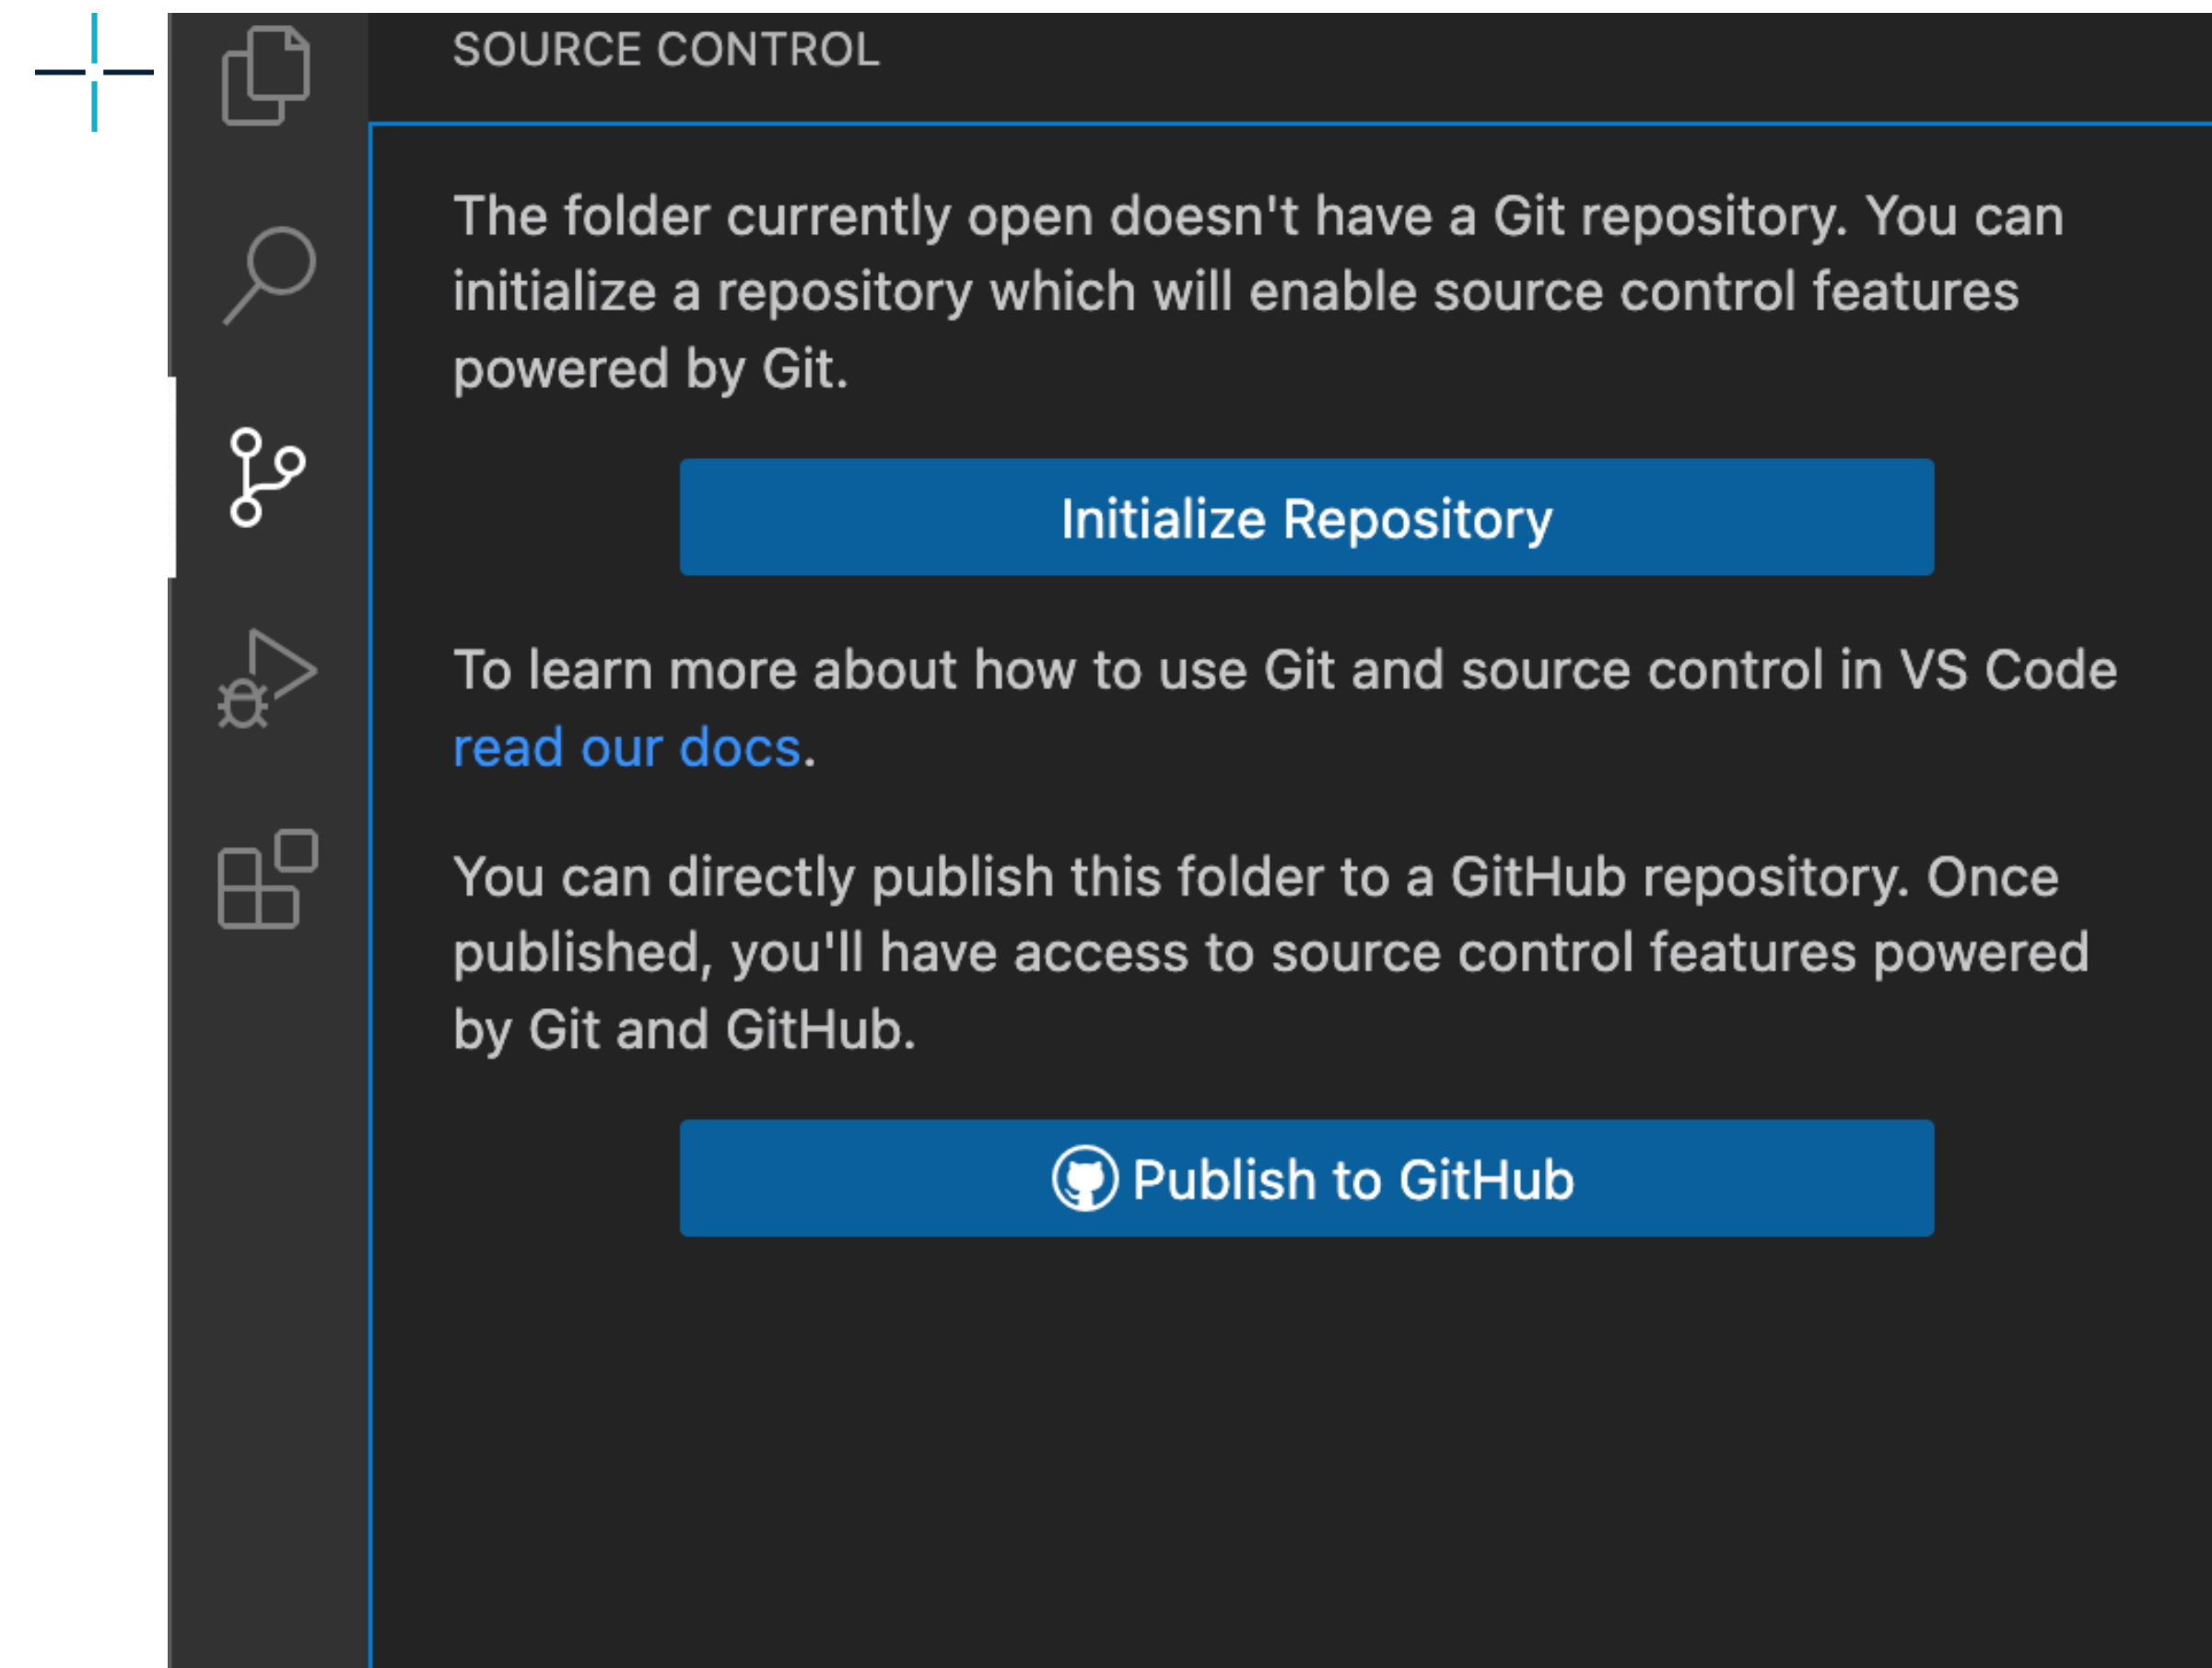 SOURCE CONTROL
The folder currently open doesn't have a Git repository. You can
initialize a repository which will enable source control features
powered by Git.
Initialize Repository
To learn more about how to use Git and source control in VS Code
read our docs.
You can directly publish this folder to a GitHub repository. Once
published, you'll have access to source control features powered
by Git and GitHub.
Publish to GitHub